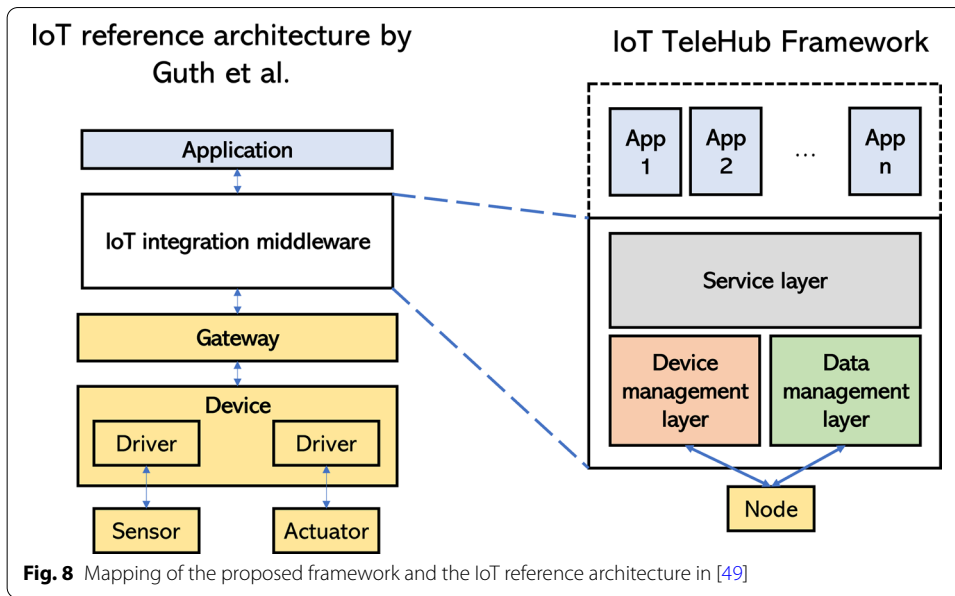 IoT reference architecture by
Guth et al.
Application
IoT integration middleware
Gateway
Device
Driver
Driver
Sensor
Actuator
IoT TeleHub Framework
App
1
App
2
...
App
n
Service layer
Device
management
layer
Data
management
layer
Node
Fig. 8 Mapping of the proposed framework and the IoT reference architecture in [49]